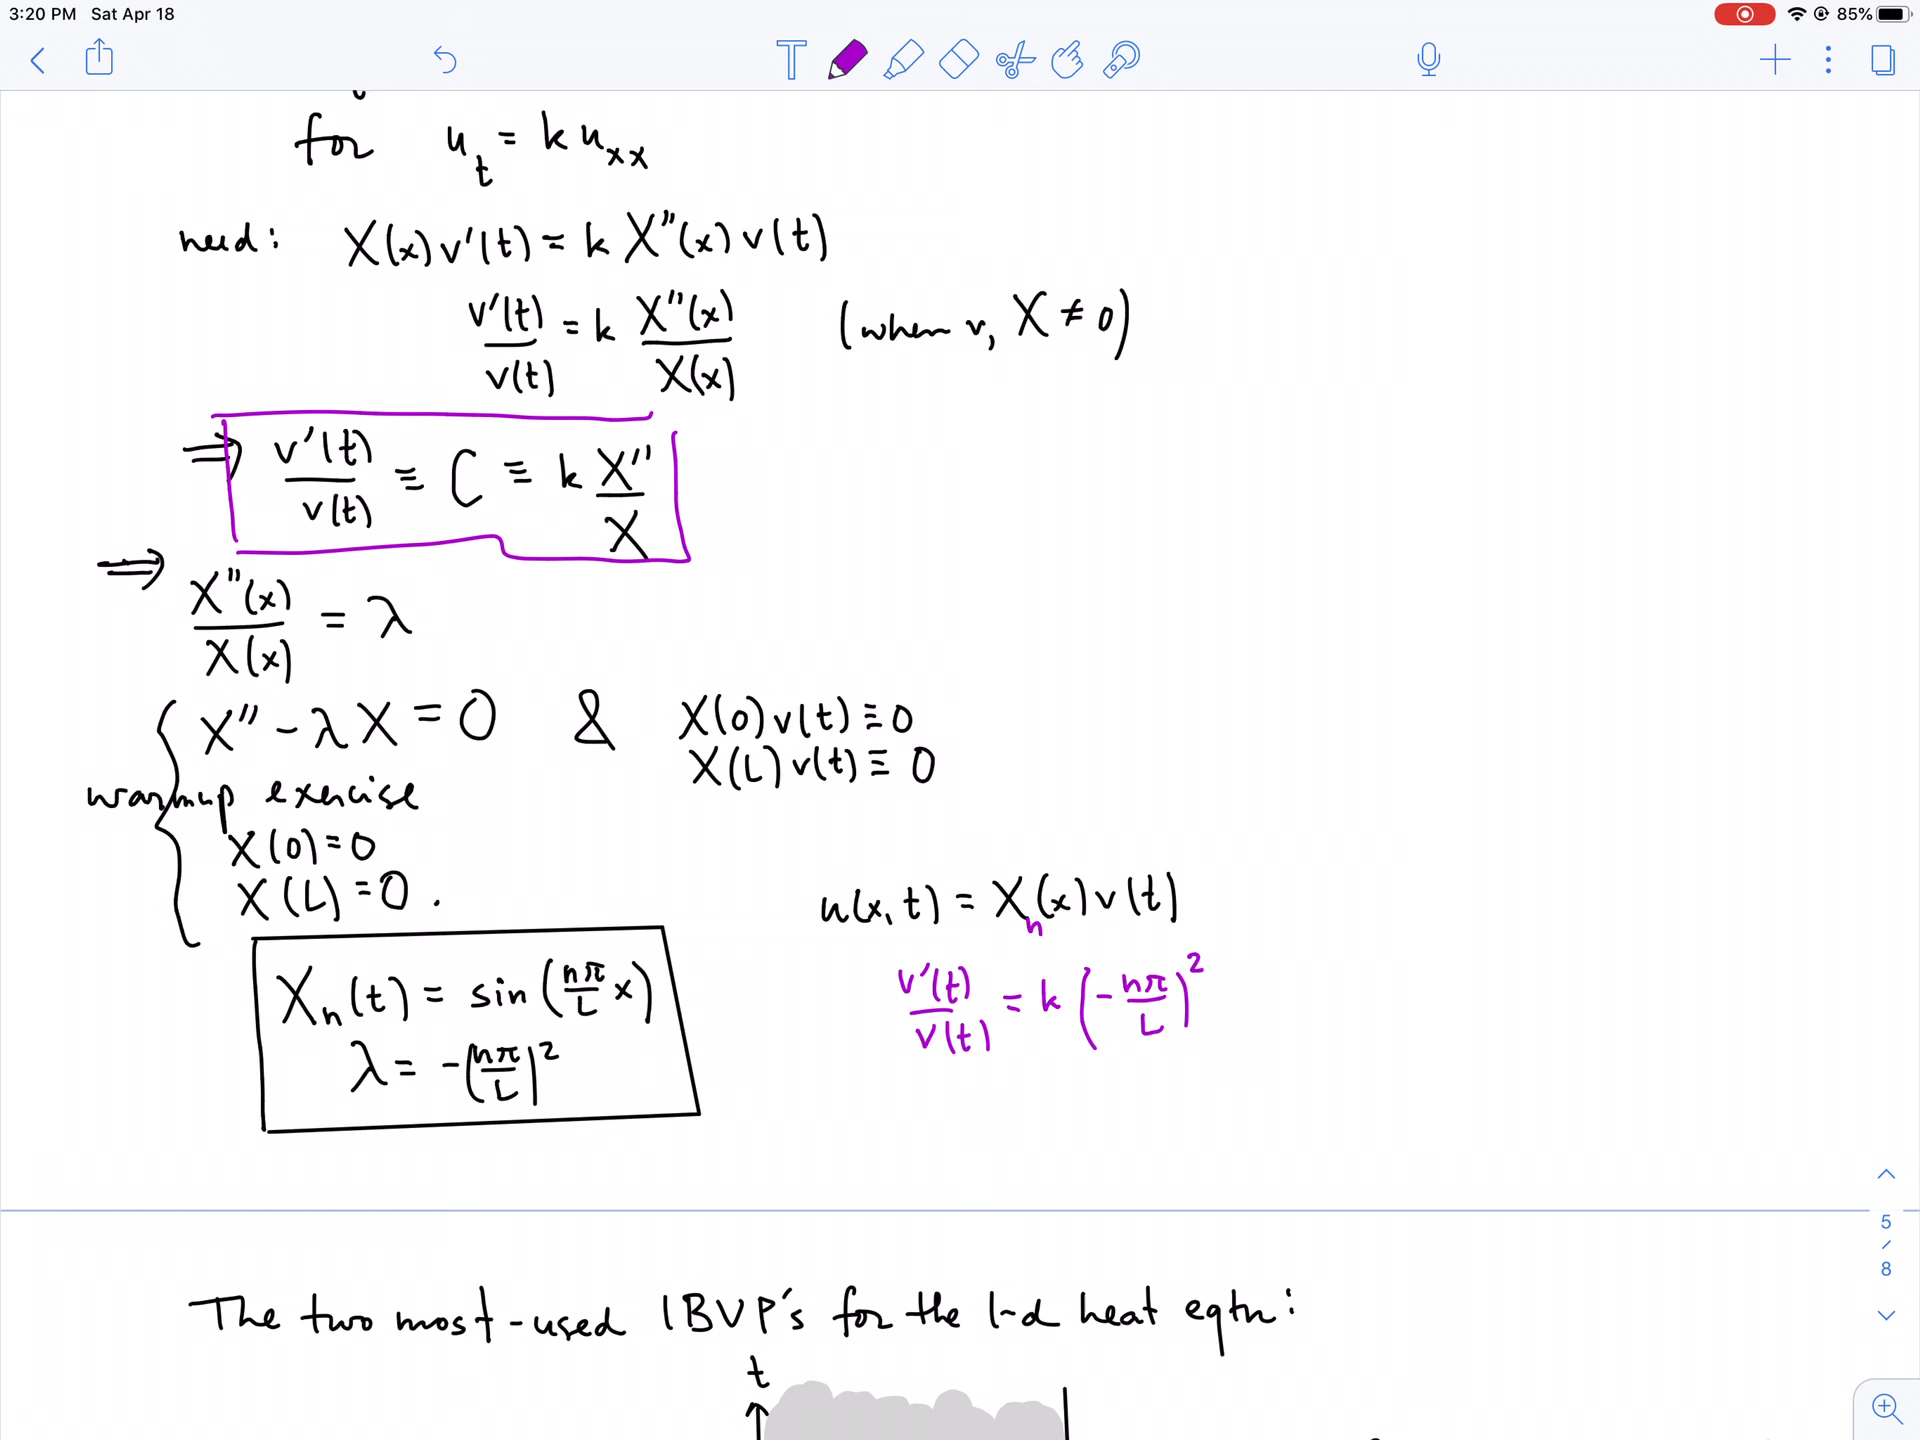 3:20 PM Sat Apr 18
85%
T
for u_t = k u_xx
need: X(x) v'(t) = k X''(x) v(t)
v'(t)/v(t) = k X''(x)/X(x) (when v, X ≠ 0)
⇒ v'(t)/v(t) ≡ C ≡ k X''/X
⇒ X''(x)/X(x) = λ
X'' - λX = 0 & X(0) v(t) ≡ 0
X(L) v(t) ≡ 0
warmup exercise
X(0) = 0
X(L) = 0.
u(x,t) = X_n(x) v(t)
X_n(t) = sin(nπ/L x)
λ = -(nπ/L)^2
v'(t)/v(t) = k (-nπ/L)^2
5
/
8
The two most-used IBVP's for the 1-d heat eqtn:
t